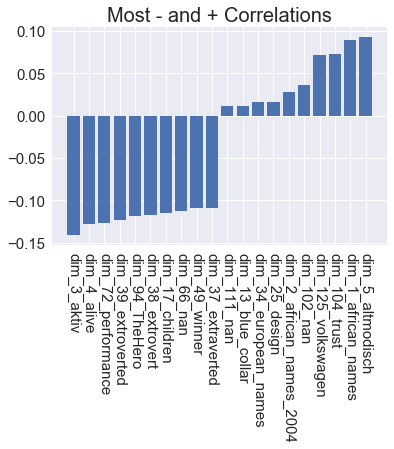 Most - and + Correlations
0.10
0.05
0.00
−0.05
−0.10
−0.15
dim_3_aktiv
dim_4_alive
dim_72_performance
dim_39_extroverted
dim_94_TheHero
dim_38_extrovert
dim_17_children
dim_66_nan
dim_49_winner
dim_37_extraverted
dim_111_nan
dim_13_blue_collar
dim_34_european_names
dim_25_design
dim_2_african_names_2004
dim_102_nan
dim_125_volkswagen
dim_104_trust
dim_1_african_names
dim_5_altmodisch